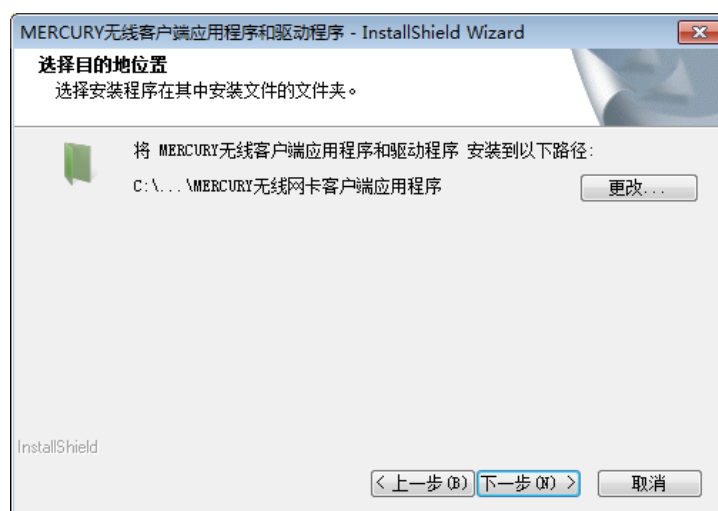 MERCURY无线客户端应用程序和驱动程序 - InstallShield Wizard
选择目的地位置
选择安装程序在其中安装文件的文件夹。
将 MERCURY无线客户端应用程序和驱动程序 安装到以下路径:
C:\...\MERCURY无线网卡客户端应用程序
更改...
InstallShield
< 上一步(B) 下一步(N) > 取消